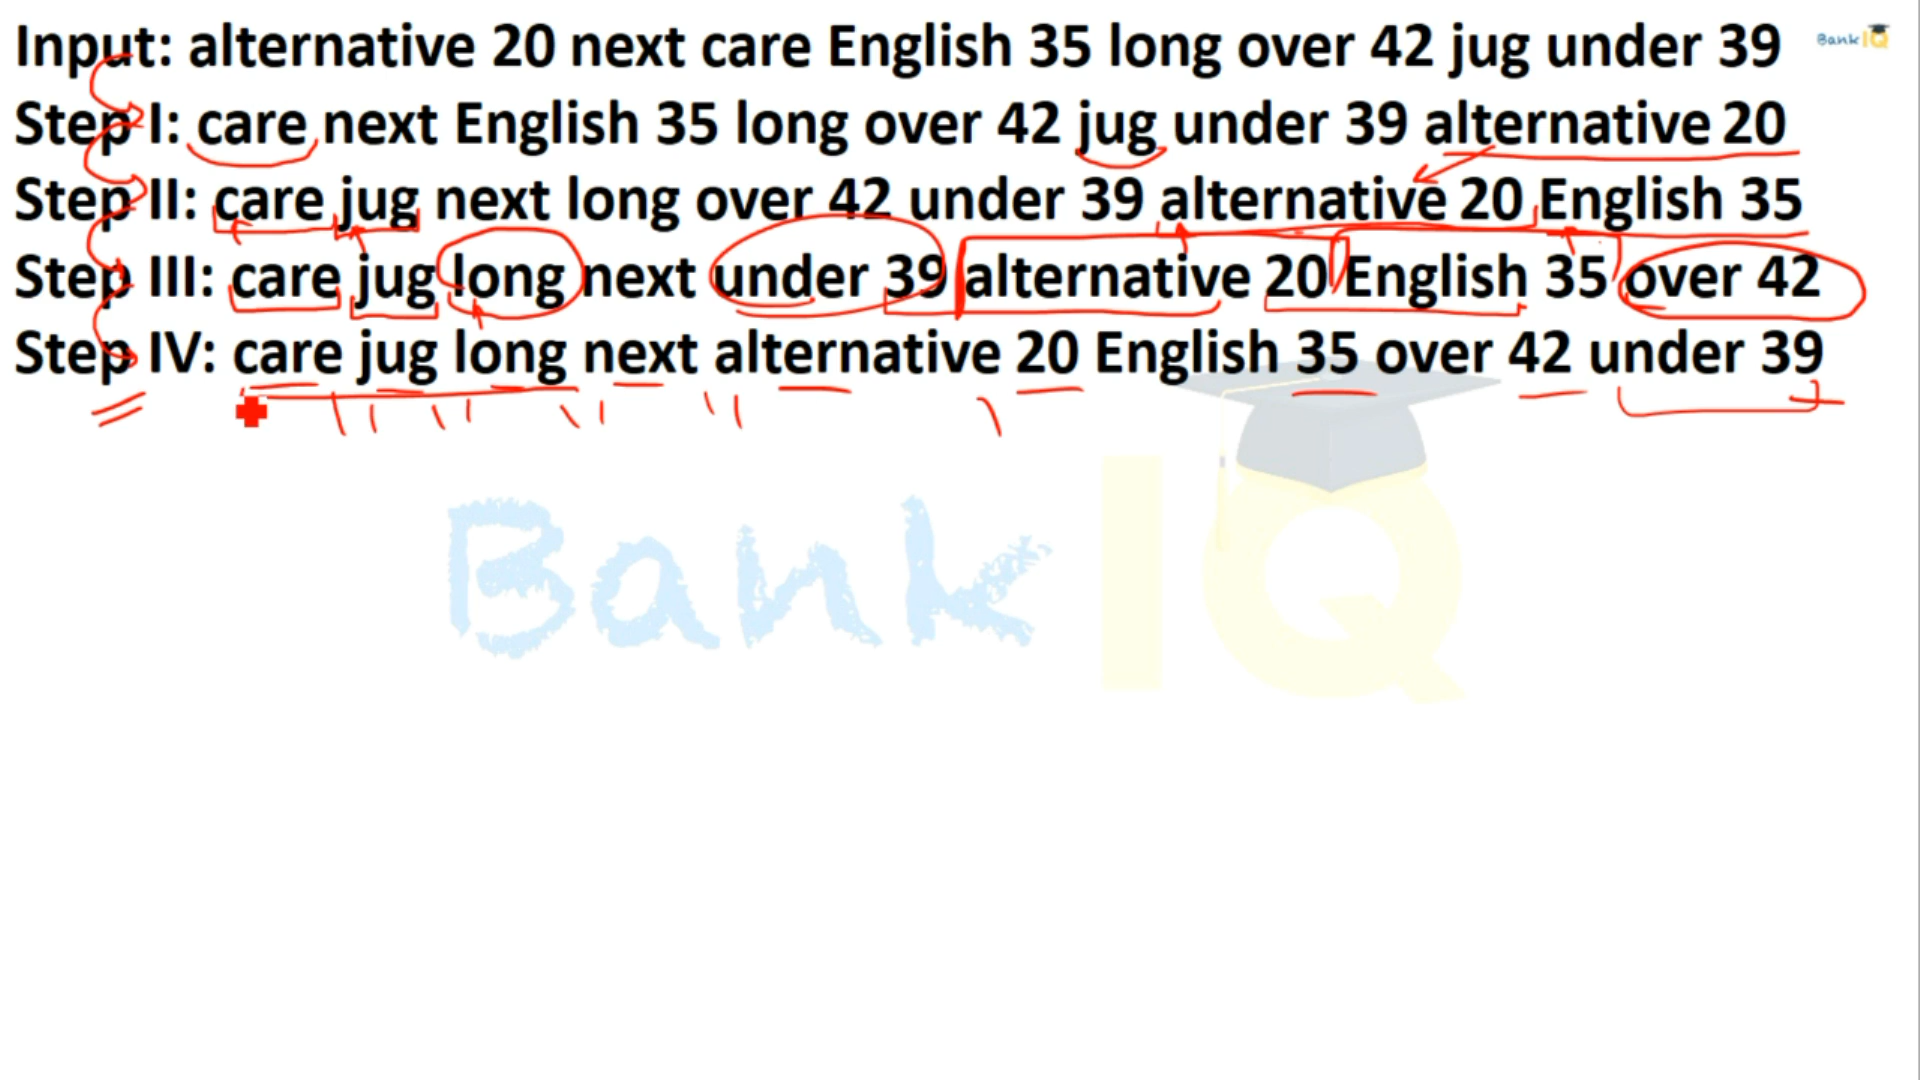 Input: alternative 20 next care English 35 long over 42 jug under 39
Bank IQ
Step I: care next English 35 long over 42 jug under 39 alternative 20
Step II: care jug next long over 42 under 39 alternative 20 English 35
Step III: care jug long next under 39 alternative 20 English 35 over 42
Step IV: care jug long next alternative 20 English 35 over 42 under 39
Bank IQ